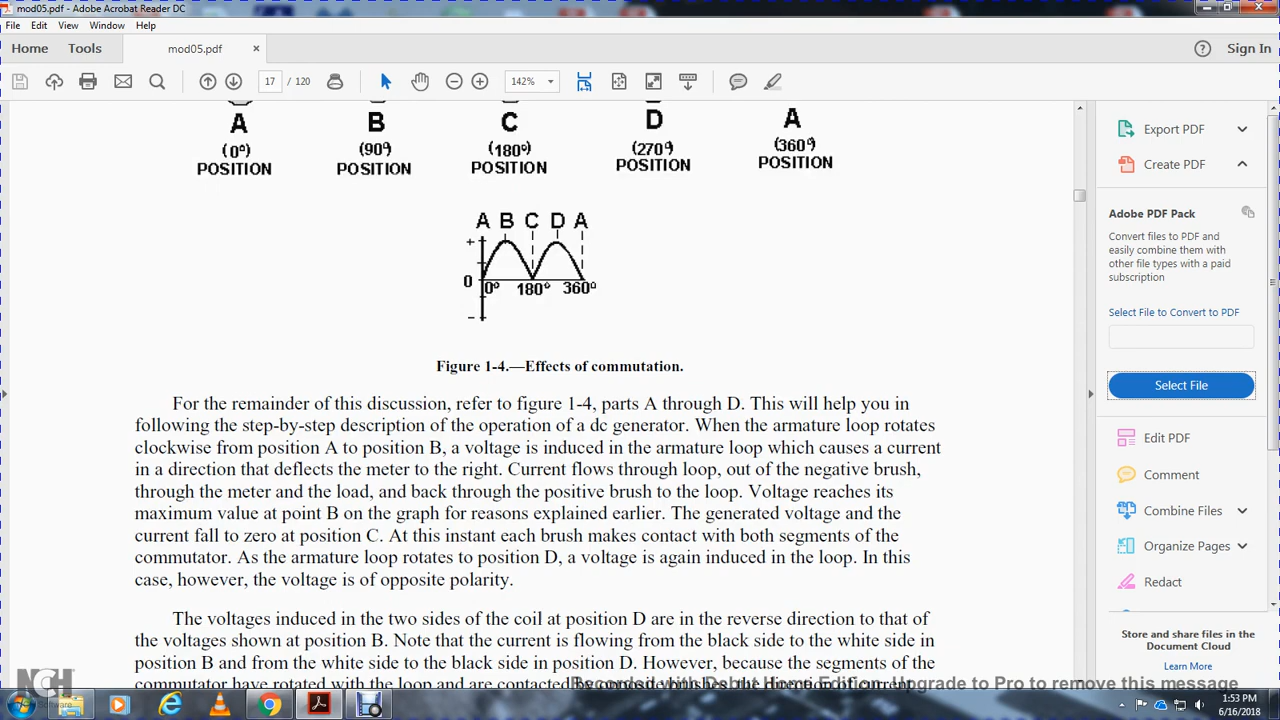 mod05.pdf - Adobe Acrobat Reader DC
File Edit View Window Help
Home Tools mod05.pdf × ? Sign In
17 / 120 142%
A B C D A
(0°) (90°) (180°) (270°) (360°)
POSITION POSITION POSITION POSITION POSITION
A B C D A
+
0 0° 180° 360°
–
Figure 1-4.—Effects of commutation.
For the remainder of this discussion, refer to figure 1-4, parts A through D. This will help you in
following the step-by-step description of the operation of a dc generator. When the armature loop rotates
clockwise from position A to position B, a voltage is induced in the armature loop which causes a current
in a direction that deflects the meter to the right. Current flows through loop, out of the negative brush,
through the meter and the load, and back through the positive brush to the loop. Voltage reaches its
maximum value at point B on the graph for reasons explained earlier. The generated voltage and the
current fall to zero at position C. At this instant each brush makes contact with both segments of the
commutator. As the armature loop rotates to position D, a voltage is again induced in the loop. In this
case, however, the voltage is of opposite polarity.
The voltages induced in the two sides of the coil at position D are in the reverse direction to that of
the voltages shown at position B. Note that the current is flowing from the black side to the white side in
position B and from the white side to the black side in position D. However, because the segments of the
commutator have rotated with the loop and are contacted by opposite brushes, the direction of current
Export PDF
Create PDF
Adobe PDF Pack
Convert files to PDF and
easily combine them with
other file types with a paid
subscription
Select File to Convert to PDF
Select File
Edit PDF
Comment
Combine Files
Organize Pages
Redact
Store and share files in the
Document Cloud
Learn More
NCH
Software
Recorded with Debut Home Edition. Upgrade to Pro to remove this message
1:53 PM
6/16/2018